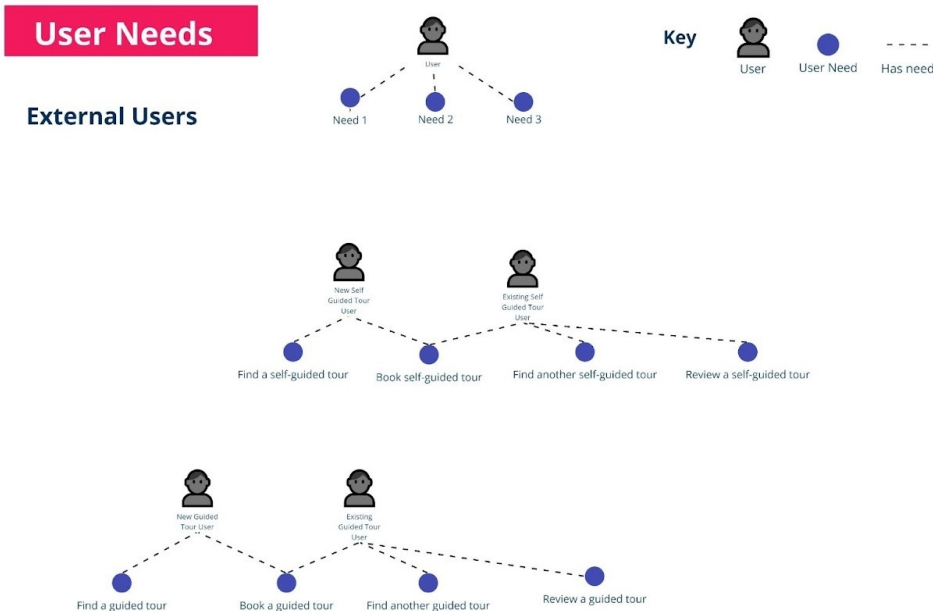 User Needs
Key
User
User
User Need
Has need
External Users
Need 1
Need 2
Need 3
New Self
Guided Tour
User
Existing Self
Guided Tour
User
Find a self-guided tour
Book self-guided tour
Find another self-guided tour
Review a self-guided tour
New Guided
Tour User
Existing
Guided Tour
User
Find a guided tour
Book a guided tour
Find another guided tour
Review a guided tour